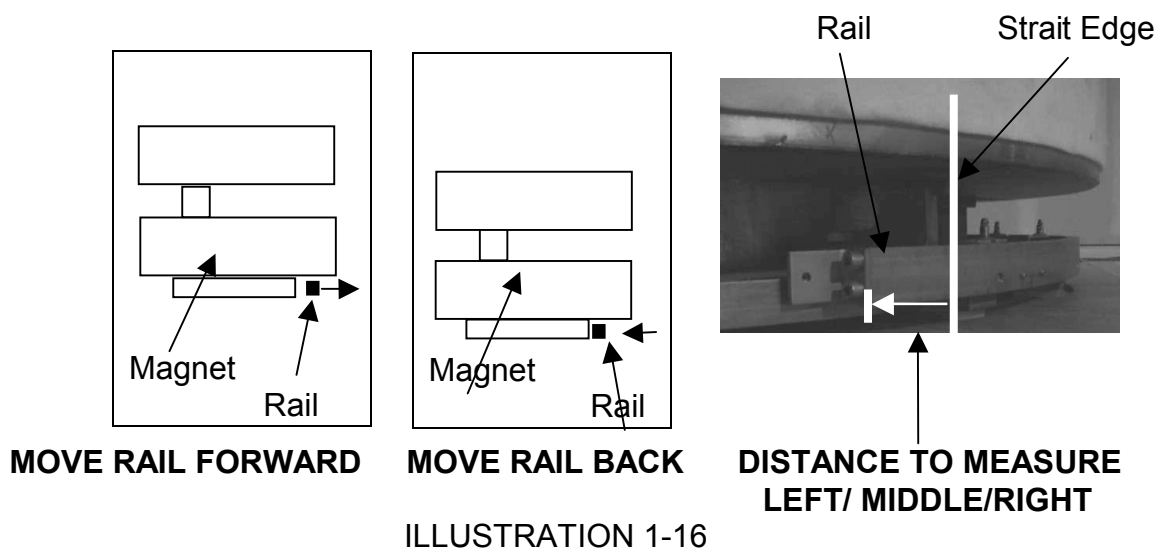 Rail
Strait Edge
Magnet
Rail
Magnet
Rail
MOVE RAIL FORWARD
MOVE RAIL BACK
DISTANCE TO MEASURE
LEFT/ MIDDLE/RIGHT
ILLUSTRATION 1-16